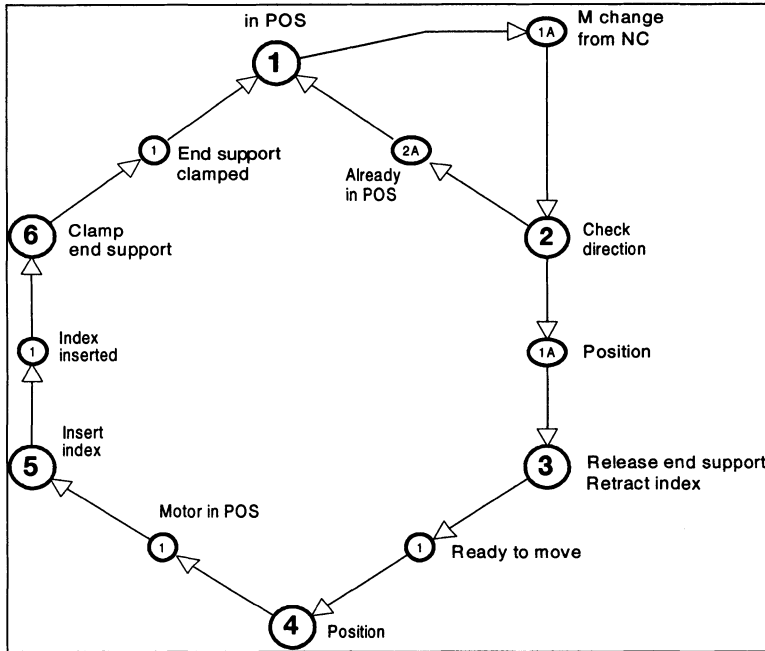 in POS
1
1A
M change
from NC
1
End support
clamped
2A
Already
in POS
6
Clamp
end support
2
Check
direction
1
Index
inserted
1A
Position
5
Insert
index
3
Release end support
Retract index
Motor in POS
1
1
Ready to move
4
Position